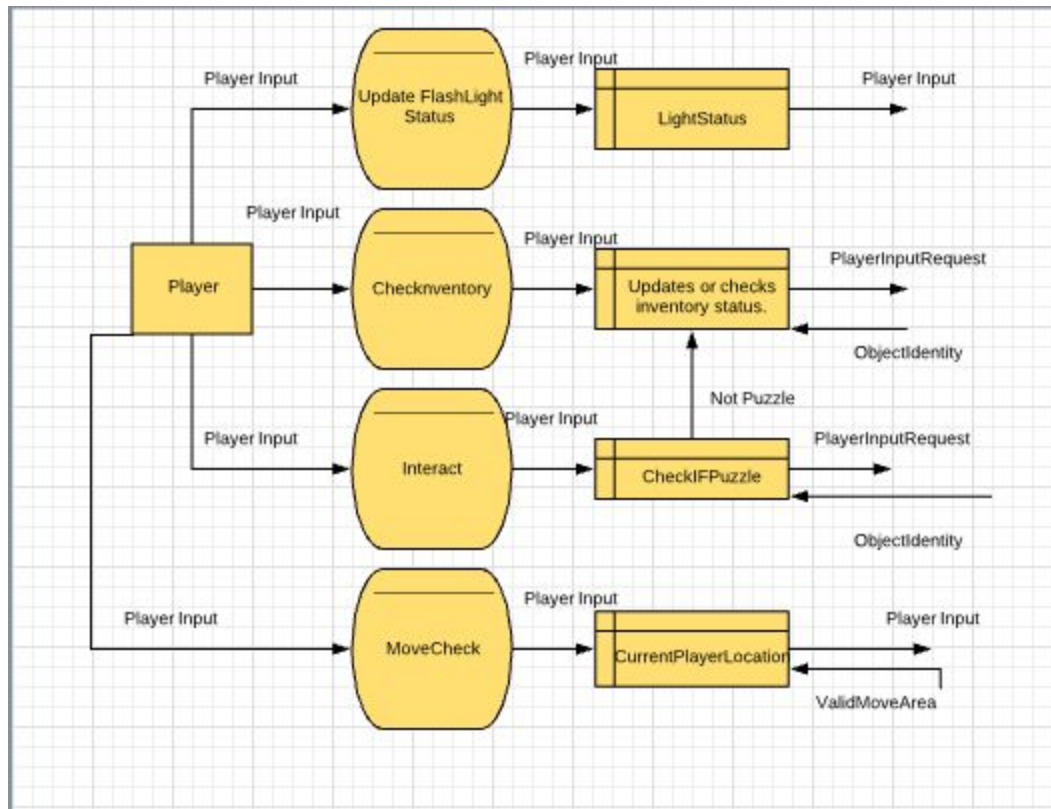 Player Input
Player Input
Player Input
Update FlashLight
Status
LightStatus
Player Input
Player Input
PlayerInputRequest
Player
Checknventory
Updates or checks
inventory status.
ObjectIdentity
Not Puzzle
Player Input
Player Input
PlayerInputRequest
Interact
CheckIFPuzzle
ObjectIdentity
Player Input
Player Input
Player Input
MoveCheck
CurrentPlayerLocation
ValidMoveArea